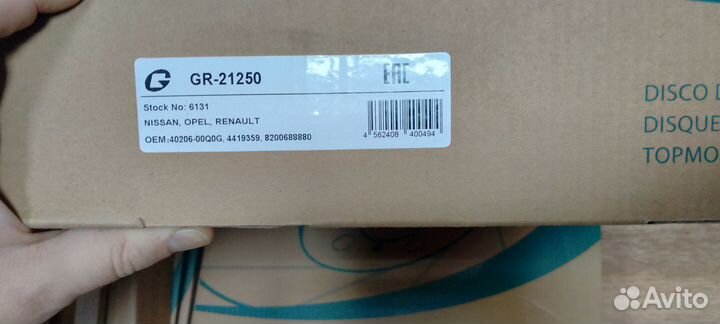 G GR-21250 EAC
Stock No: 6131
NISSAN, OPEL, RENAULT
OEM:40206-00Q0G, 4419359, 8200688880
4 562408 400494
DISCO D
DISQUE
TOPMO
Avito